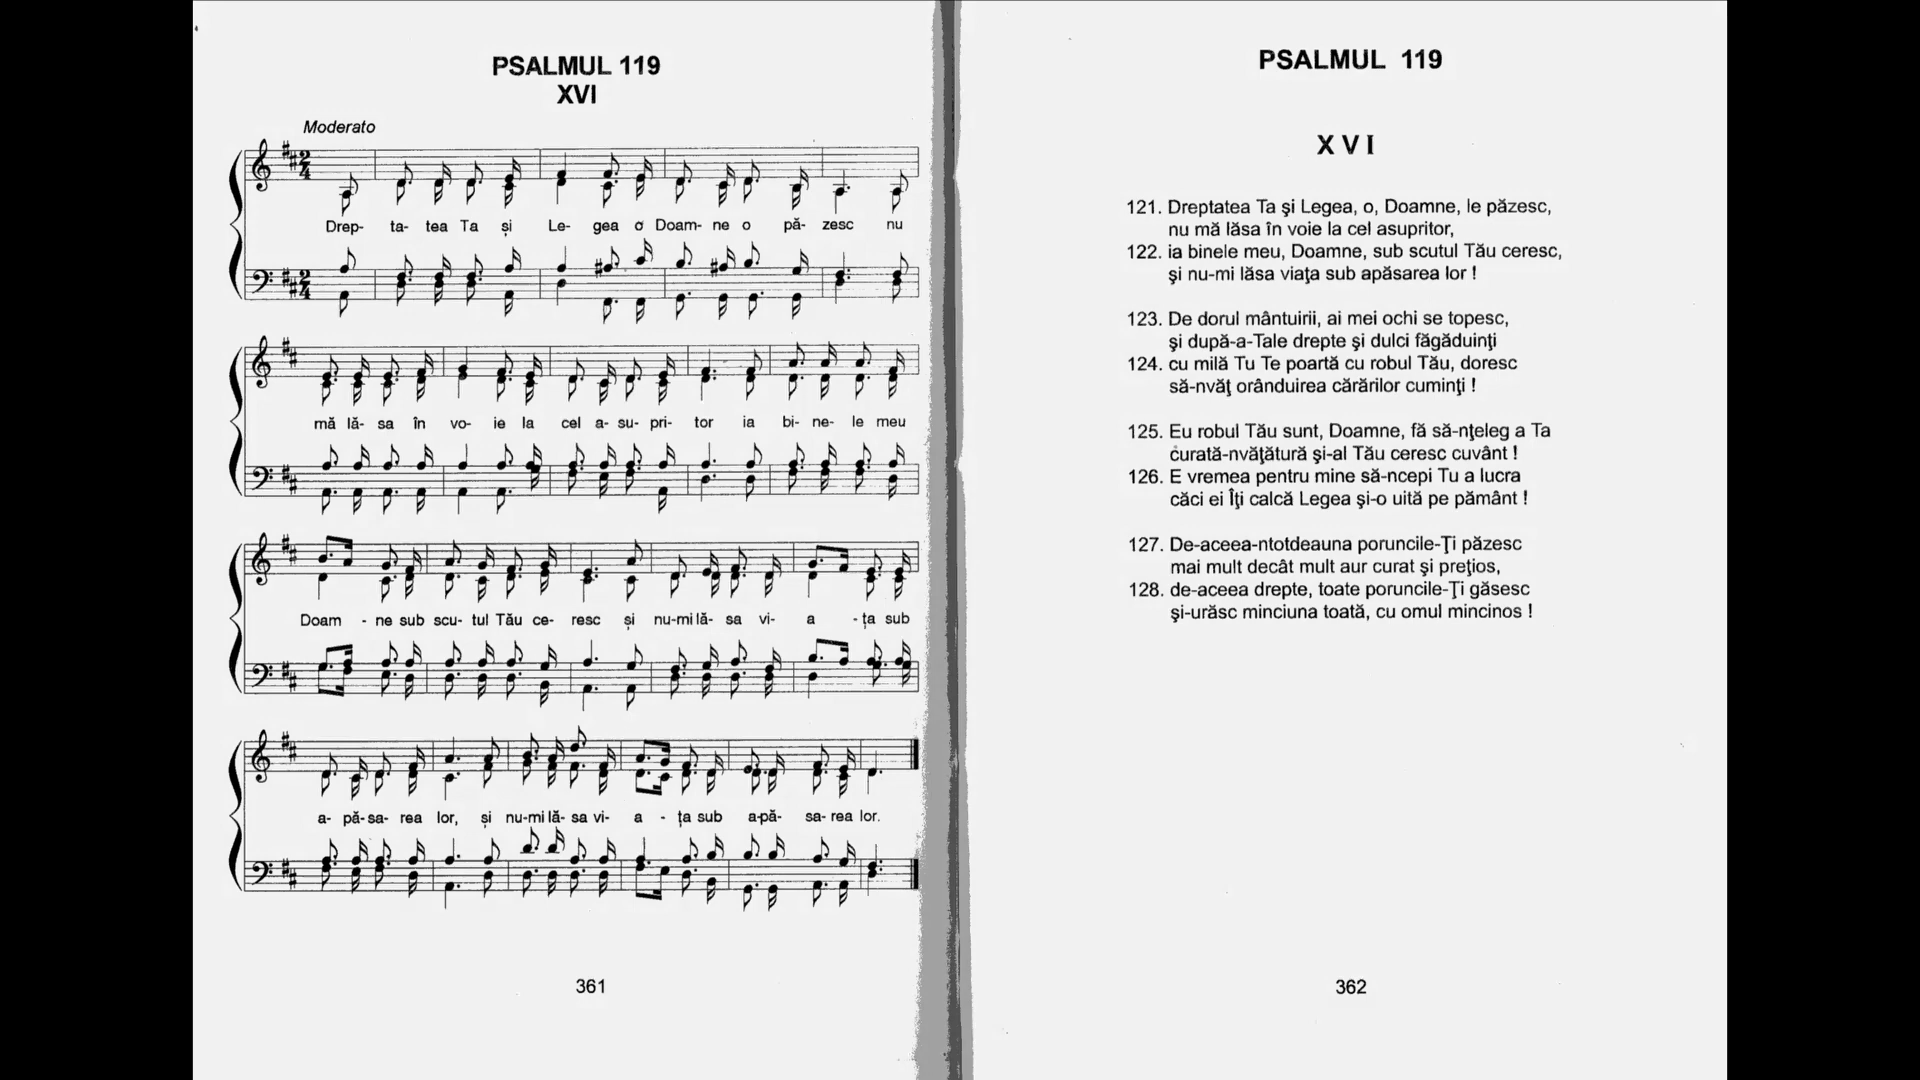 PSALMUL 119
XVI
Moderato
Drep- ta- tea Ta și Le- gea o Doam- ne o pă- zesc nu
mă lă- sa în vo- ie la cel a- su- pri- tor ia bi- ne- le meu
Doam - ne sub scu- tul Tău ce- resc și nu-mi lă- sa vi- a -ța sub
a- pă- sa- rea lor, și nu-mi lă- sa vi- a - ța sub a-pă- sa- rea lor.
361
PSALMUL 119
X V I
121. Dreptatea Ta şi Legea, o, Doamne, le păzesc,
nu mă lăsa în voie la cel asupritor,
122. ia binele meu, Doamne, sub scutul Tău ceresc,
şi nu-mi lăsa viaţa sub apăsarea lor !
123. De dorul mântuirii, ai mei ochi se topesc,
şi după-a-Tale drepte şi dulci făgăduinţi
124. cu milă Tu Te poartă cu robul Tău, doresc
să-nvăţ orânduirea cărărilor cuminţi !
125. Eu robul Tău sunt, Doamne, fă să-nţeleg a Ta
curată-nvăţătură şi-al Tău ceresc cuvânt !
126. E vremea pentru mine să-ncepi Tu a lucra
căci ei Îţi calcă Legea şi-o uită pe pământ !
127. De-aceea-ntotdeauna poruncile-Ţi păzesc
mai mult decât mult aur curat şi preţios,
128. de-aceea drepte, toate poruncile-Ţi găsesc
şi-urăsc minciuna toată, cu omul mincinos !
362